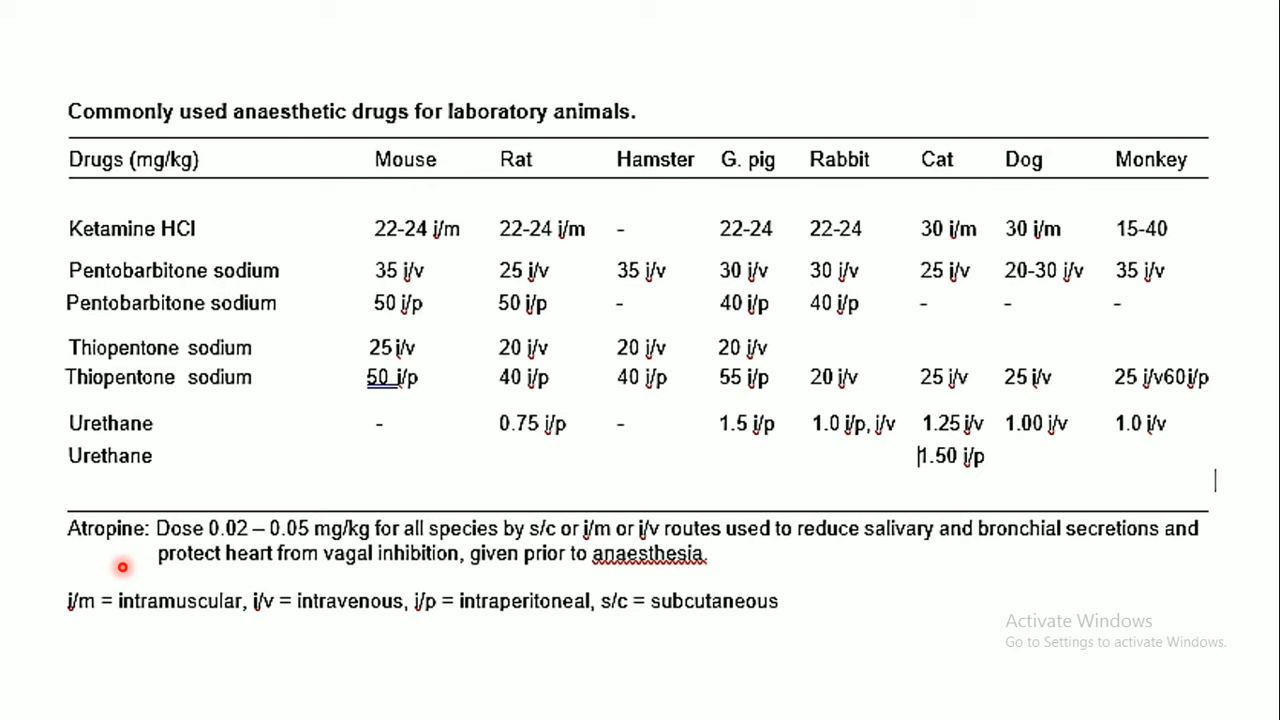 Commonly used anaesthetic drugs for laboratory animals.
Drugs (mg/kg) Mouse Rat Hamster G. pig Rabbit Cat Dog Monkey
Ketamine HCl 22-24 i/m 22-24 i/m - 22-24 22-24 30 i/m 30 i/m 15-40
Pentobarbitone sodium 35 i/v 25 i/v 35 i/v 30 i/v 30 i/v 25 i/v 20-30 i/v 35 i/v
Pentobarbitone sodium 50 i/p 50 i/p - 40 i/p 40 i/p - - -
Thiopentone sodium 25 i/v 20 i/v 20 i/v 20 i/v
Thiopentone sodium 50 i/p 40 i/p 40 i/p 55 i/p 20 i/v 25 i/v 25 i/v 25 i/v60i/p
Urethane - 0.75 i/p - 1.5 i/p 1.0 i/p, i/v 1.25 i/v 1.00 i/v 1.0 i/v
Urethane 1.50 i/p
Atropine: Dose 0.02 – 0.05 mg/kg for all species by s/c or i/m or i/v routes used to reduce salivary and bronchial secretions and
protect heart from vagal inhibition, given prior to anaesthesia.
i/m = intramuscular, i/v = intravenous, i/p = intraperitoneal, s/c = subcutaneous
Activate Windows
Go to Settings to activate Windows.